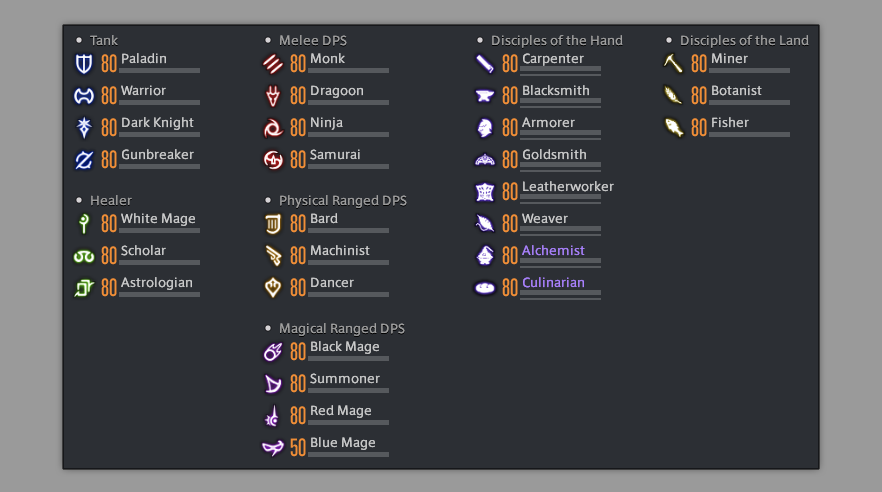 • Tank
80 Paladin
80 Warrior
80 Dark Knight
80 Gunbreaker
• Healer
80 White Mage
80 Scholar
80 Astrologian
• Melee DPS
80 Monk
80 Dragoon
80 Ninja
80 Samurai
• Physical Ranged DPS
80 Bard
80 Machinist
80 Dancer
• Magical Ranged DPS
80 Black Mage
80 Summoner
80 Red Mage
50 Blue Mage
• Disciples of the Hand
80 Carpenter
80 Blacksmith
80 Armorer
80 Goldsmith
80 Leatherworker
80 Weaver
80 Alchemist
80 Culinarian
• Disciples of the Land
80 Miner
80 Botanist
80 Fisher